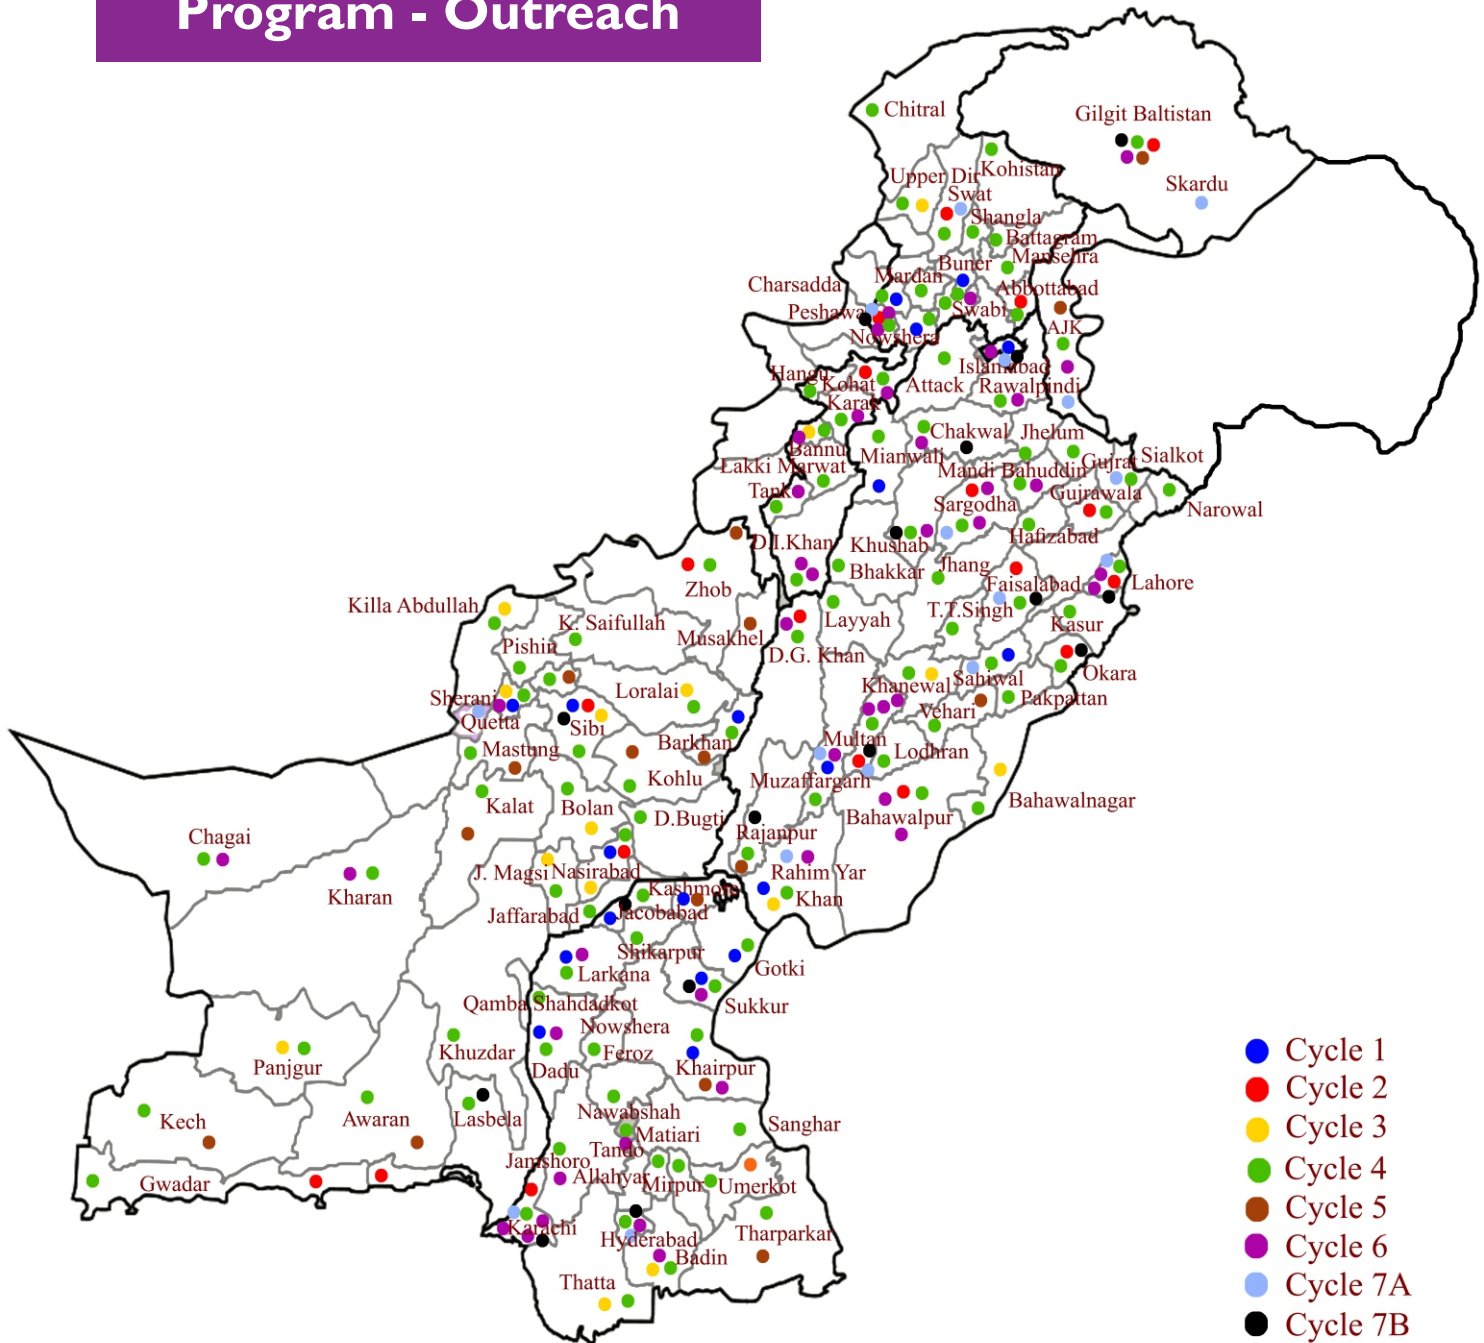 Program - Outreach
Chitral
Gilgit Baltistan
Kohistan
Upper Dir
Skardu
Swat
Shangla
Battagram
Mansehra
Buner
Mardan
Charsadda
Abbottabad
Peshawa
Swabi
AJK
Nowshera
Islamabad
Hangu
Kohat
Attack
Rawalpindi
Karak
Chakwal
Jhelum
Bannu
Mianwali
Gujrat
Sialkot
Lakki Marwat
Mandi Bahuddin
Tank
Gujrawala
Sargodha
Narowal
Hafizabad
D.I.Khan
Khushab
Bhakkar
Jhang
Faisalabad
Lahore
Zhob
Killa Abdullah
T.T.Singh
Layyah
K. Saifullah
Kasur
Musakhel
Pishin
D.G. Khan
Okara
Sahiwal
Khanewal
Loralai
Sherani
Pakpattan
Vehari
Quetta
Sibi
Multan
Barkhan
Mastung
Lodhran
Kohlu
Muzaffargarh
Bahawalnagar
Kalat
Bolan
D.Bugti
Bahawalpur
Rajanpur
Chagai
J. Magsi
Nasirabad
Rahim Yar
Khan
Kharan
Kashmore
Jaffarabad
Jacobabad
Shikarpur
Gotki
Larkana
Qamba Shahdadkot
Sukkur
Nowshera
Feroz
Khuzdar
Panjgur
Dadu
Khairpur
Nawabshah
Kech
Awaran
Lasbela
Sanghar
Matiari
Tando
Allahyar
Jamshoro
Mirpur
Umerkot
Gwadar
Karachi
Hyderabad
Tharparkar
Badin
Thatta
Cycle 1
Cycle 2
Cycle 3
Cycle 4
Cycle 5
Cycle 6
Cycle 7A
Cycle 7B